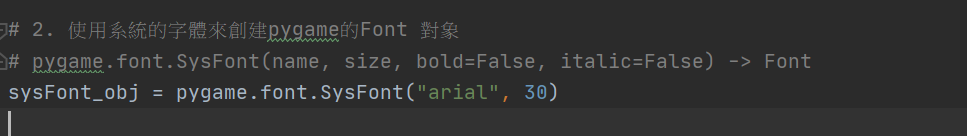 # 2. 使用系統的字體來創建pygame的Font 對象
# pygame.font.SysFont(name, size, bold=False, italic=False) -> Font
sysFont_obj = pygame.font.SysFont("arial", 30)